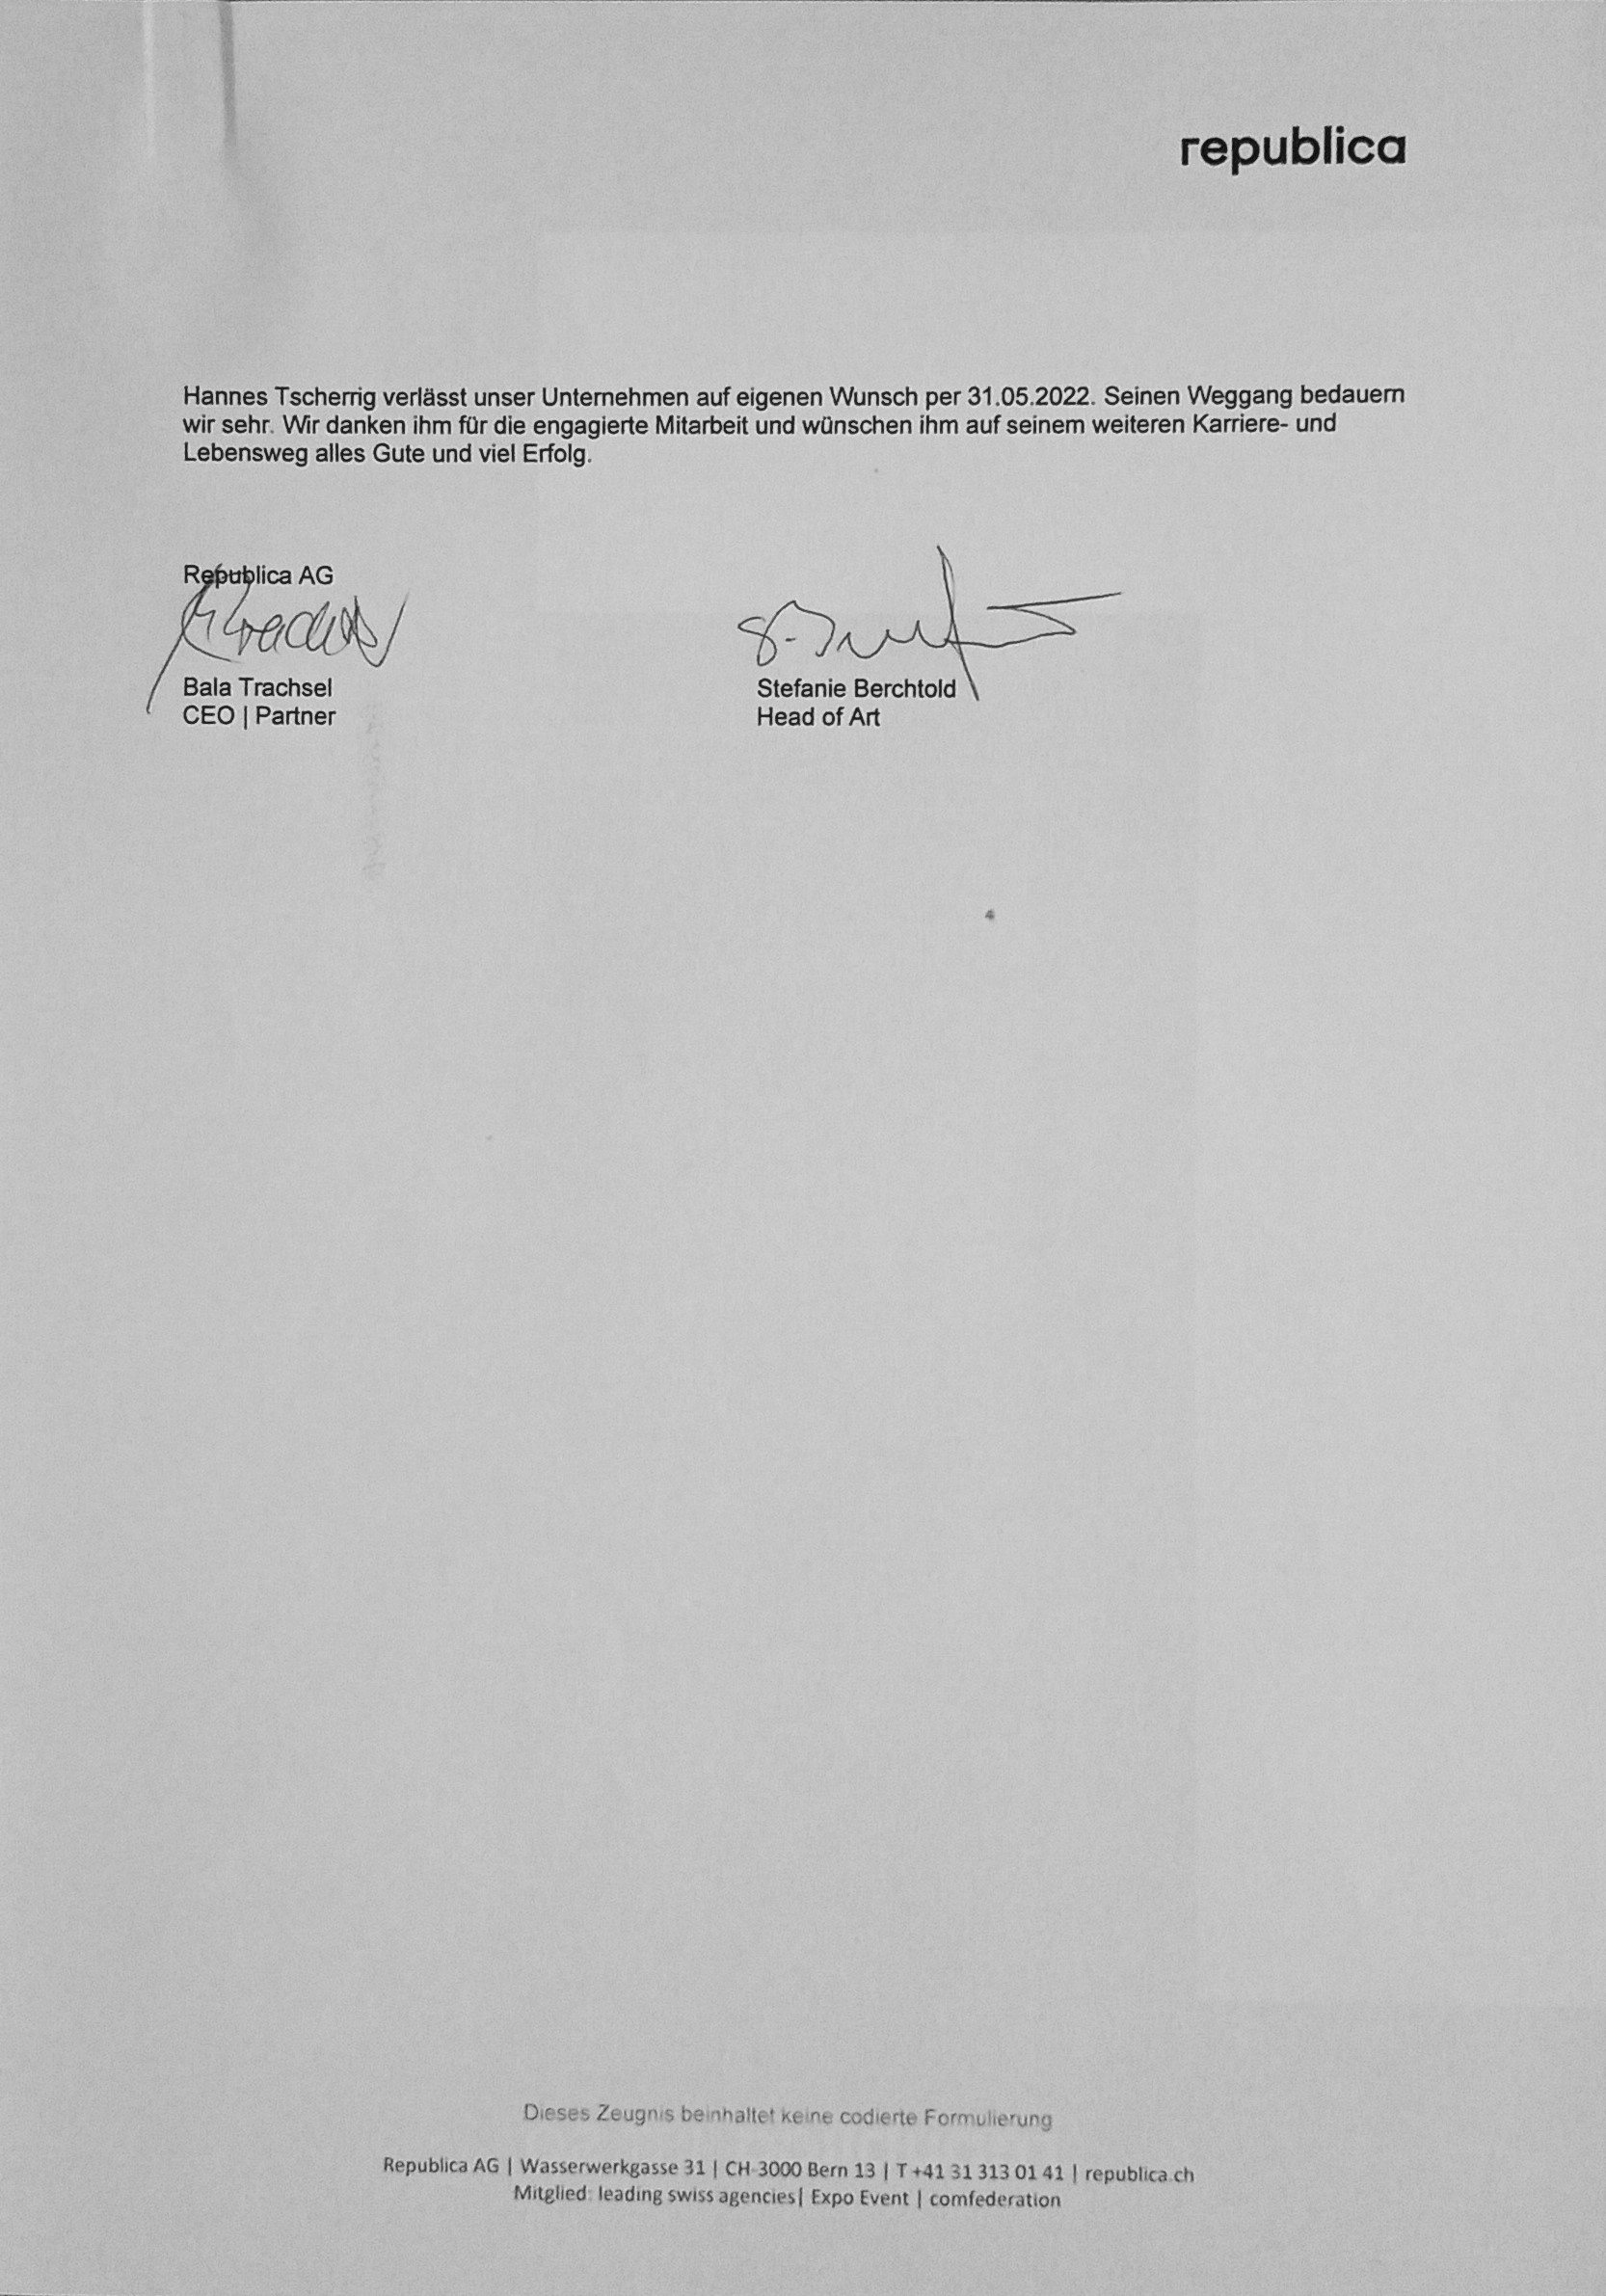 republica
Hannes Tscherrig verlässt unser Unternehmen auf eigenen Wunsch per 31.05.2022. Seinen Weggang bedauern
wir sehr. Wir danken ihm für die engagierte Mitarbeit und wünschen ihm auf seinem weiteren Karriere- und
Lebensweg alles Gute und viel Erfolg.
Republica AG
Bala Trachsel
CEO | Partner
Stefanie Berchtold
Head of Art
Dieses Zeugnis beinhaltet keine codierte Formulierung
Republica AG | Wasserwerkgasse 31 | CH-3000 Bern 13 | T +41 31 313 01 41 | republica.ch
Mitglied: leading swiss agencies| Expo Event | comfederation